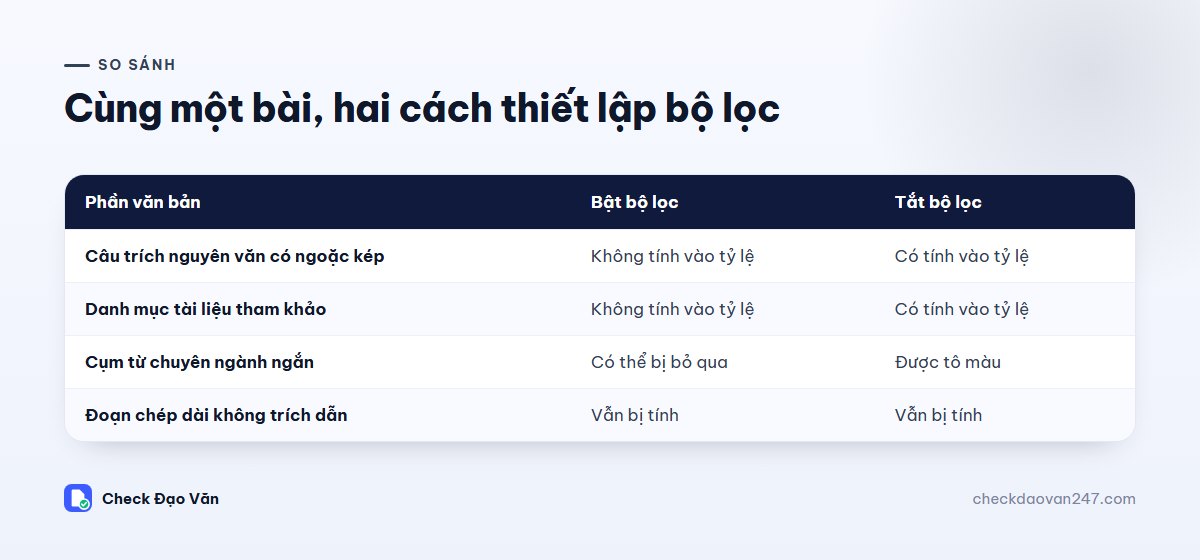 SO SÁNH
Cùng một bài, hai cách thiết lập bộ lọc
Phần văn bản Bật bộ lọc Tắt bộ lọc
Câu trích nguyên văn có ngoặc kép Không tính vào tỷ lệ Có tính vào tỷ lệ
Danh mục tài liệu tham khảo Không tính vào tỷ lệ Có tính vào tỷ lệ
Cụm từ chuyên ngành ngắn Có thể bị bỏ qua Được tô màu
Đoạn chép dài không trích dẫn Vẫn bị tính Vẫn bị tính
Check Đạo Văn checkdaovan247.com